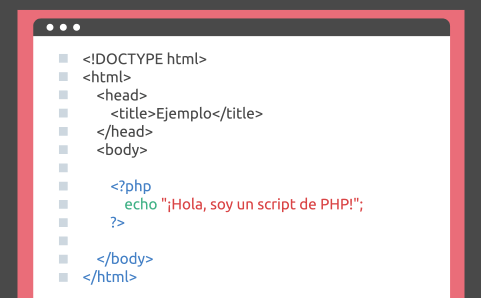 <!DOCTYPE html>
<html>
<head>
<title>Ejemplo</title>
</head>
<body>
<?php
echo "¡Hola, soy un script de PHP!";
?>
</body>
</html>